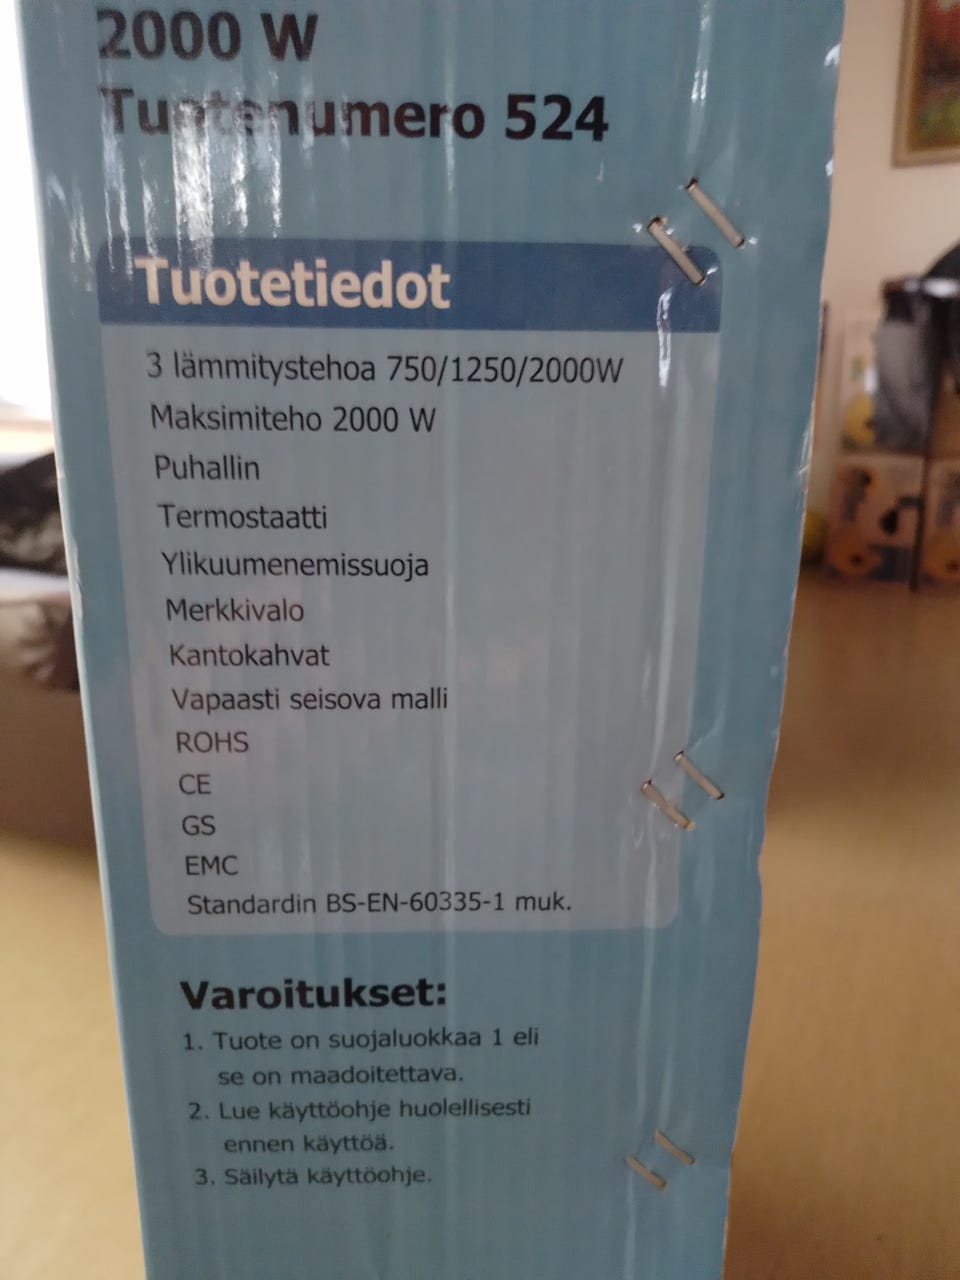 2000 W
Tuotenumero 524
Tuotetiedot
3 lämmitystehoa 750/1250/2000W
Maksimiteho 2000 W
Puhallin
Termostaatti
Ylikuumenemissuoja
Merkkivalo
Kantokahvat
Vapaasti seisova malli
ROHS
CE
GS
EMC
Standardin BS-EN-60335-1 muk.
Varoitukset:
1. Tuote on suojaluokkaa 1 eli
se on maadoitettava.
2. Lue käyttöohje huolellisesti
ennen käyttöä.
3. Säilytä käyttöohje.